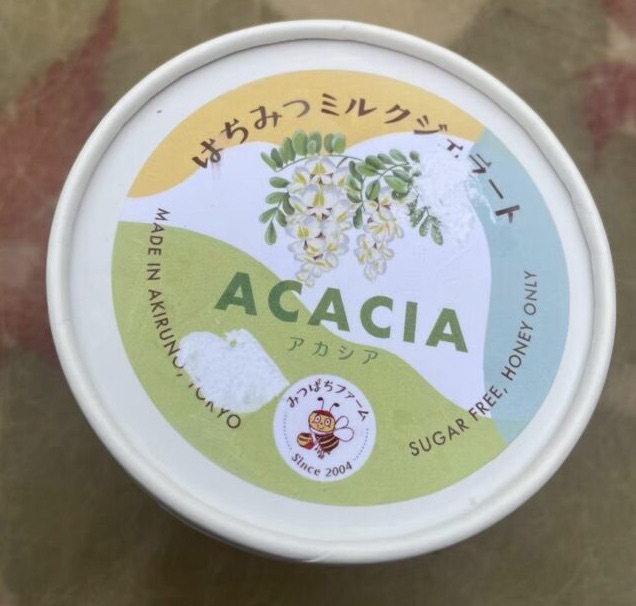 はちみつミルクジェラート
ACACIA
アカシア
MADE IN AKIRUNO, TOKYO
SUGAR FREE, HONEY ONLY
みつばちファーム
Since 2004